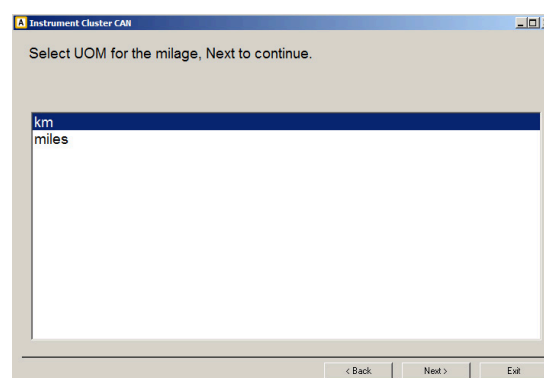 A Instrument Cluster CAN
Select UOM for the milage, Next to continue.
km
miles
< Back Next > Exit